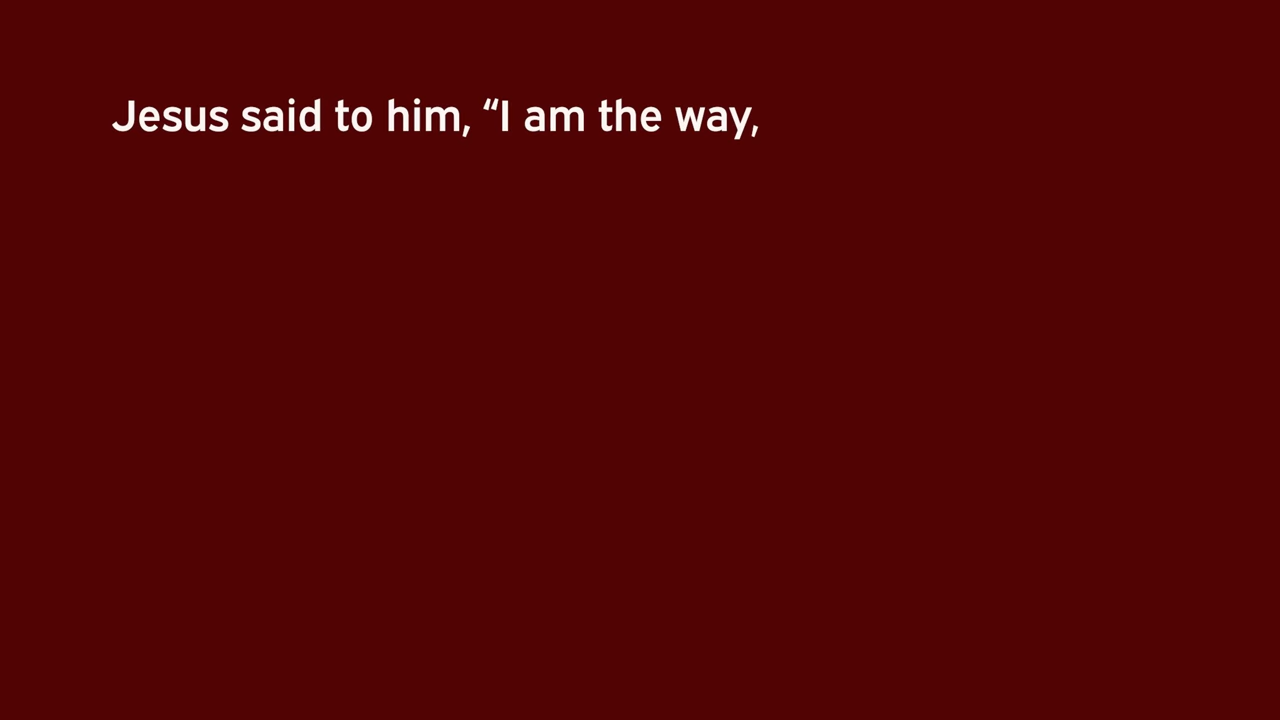 Jesus said to him, “I am the way,